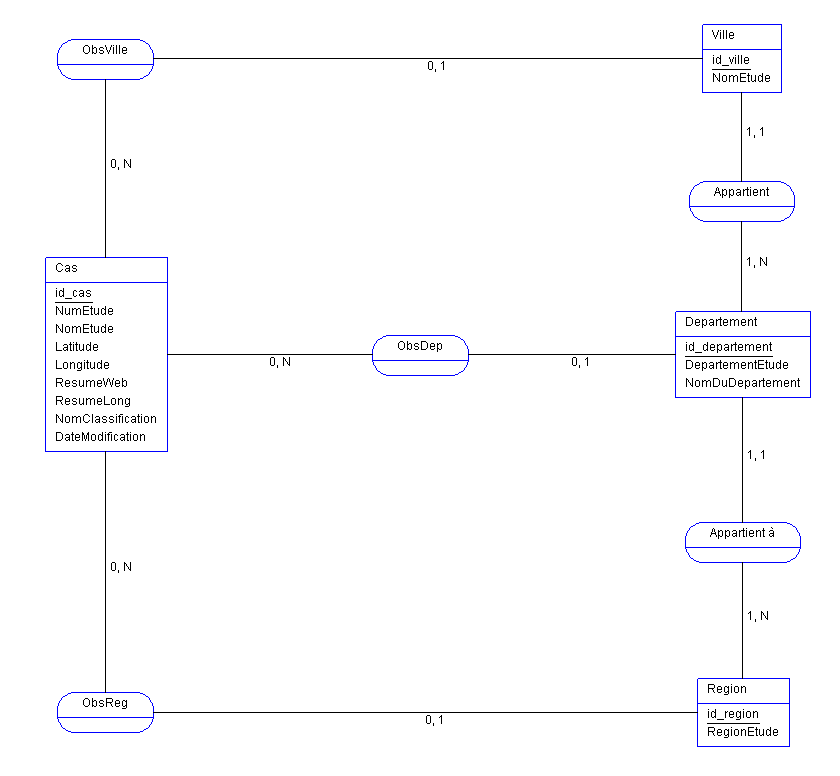 ObsVille
0, 1
Ville
id_ville
NomEtude
1, 1
0, N
Appartient
1, N
Cas
id_cas
NumEtude
NomEtude
Latitude
Longitude
ResumeWeb
ResumeLong
NomClassification
DateModification
0, N
ObsDep
0, 1
Departement
id_departement
DepartementEtude
NomDuDepartement
1, 1
Appartient à
0, N
1, N
ObsReg
0, 1
Region
id_region
RegionEtude